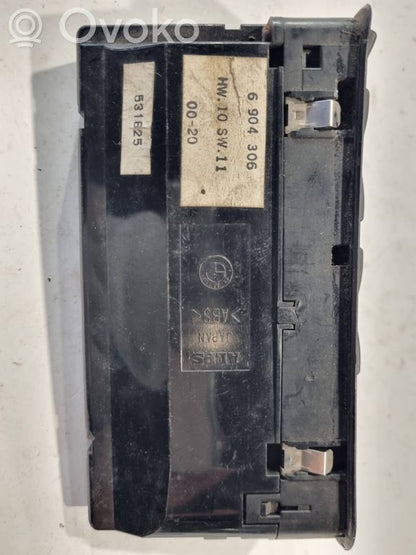 Ovoko
6 904 306
HW.10 SW.11
00-20
531625
>ABS<
ALPS
JAPAN